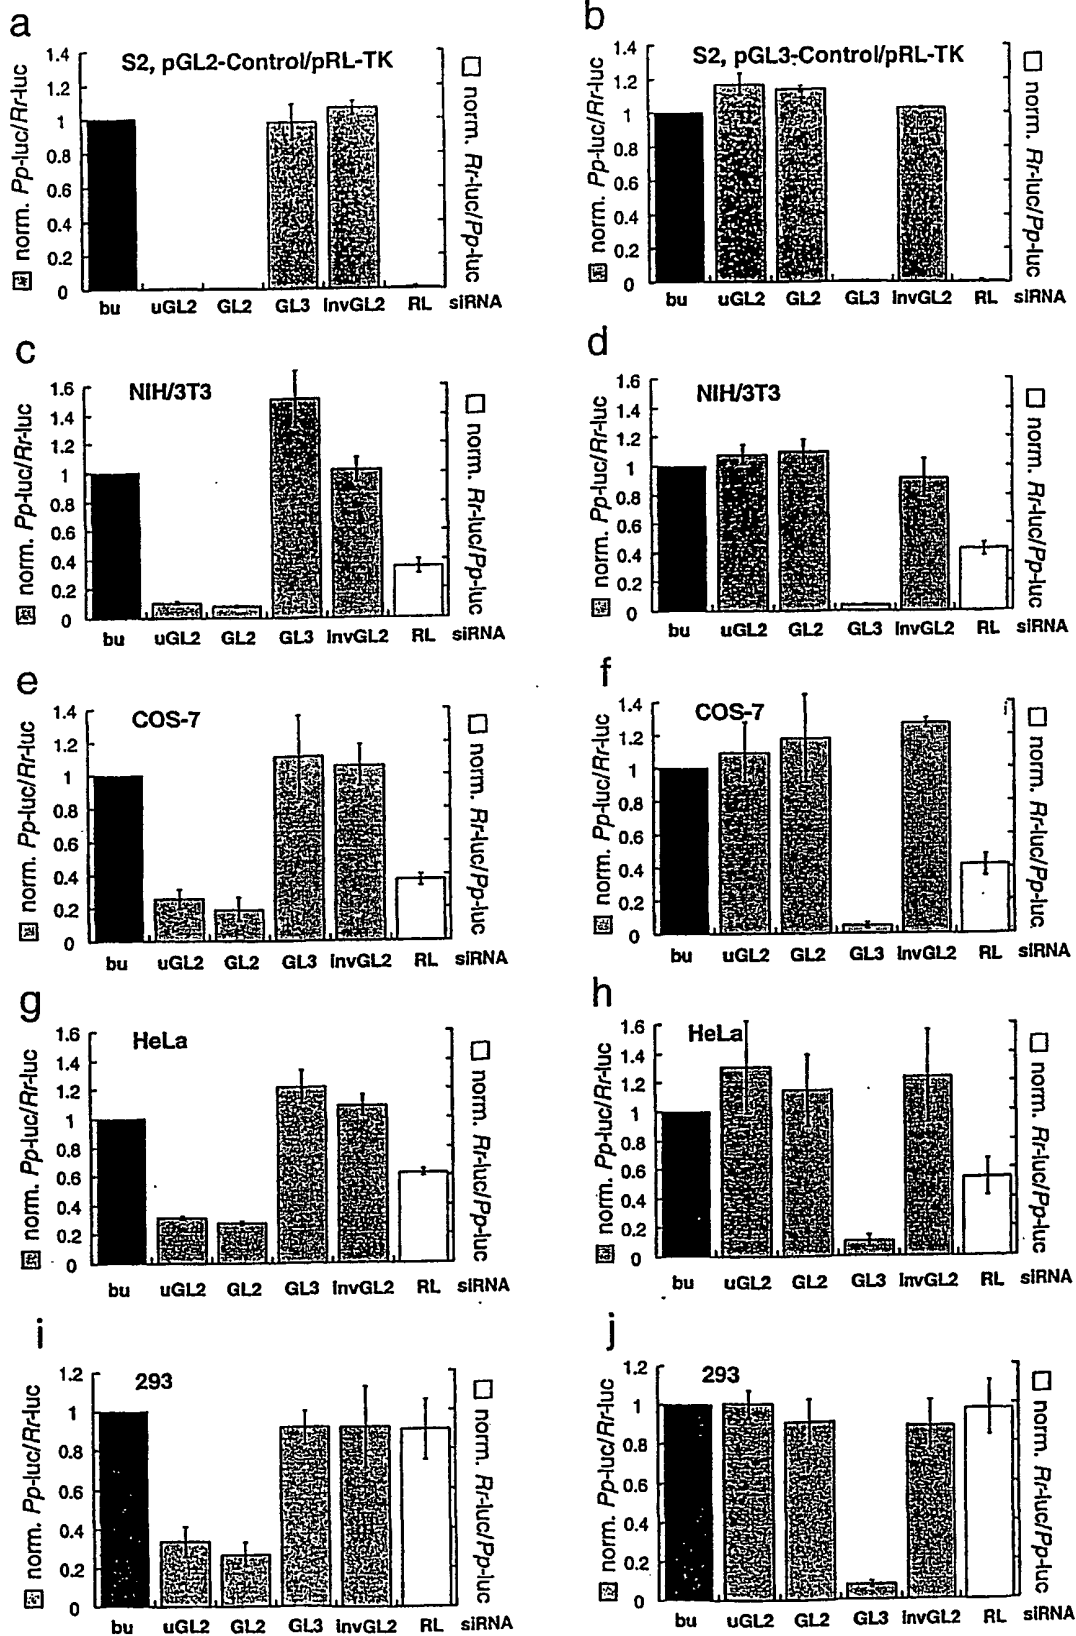 a
S2, pGL2-Control/pRL-TK
norm. Pp-luc/Rr-luc
1.4
1.2
1
0.8
0.6
0.4
0.2
0
bu uGL2 GL2 GL3 invGL2 RL siRNA
norm. Rr-luc/Pp-luc
b
S2, pGL3-Control/pRL-TK
norm. Pp-luc/Rr-luc
1.4
1.2
1
0.8
0.6
0.4
0.2
0
bu uGL2 GL2 GL3 invGL2 RL siRNA
norm. Rr-luc/Pp-luc
c
NIH/3T3
norm. Pp-luc/Rr-luc
1.6
1.4
1.2
1
0.8
0.6
0.4
0.2
0
bu uGL2 GL2 GL3 invGL2 RL siRNA
norm. Rr-luc/Pp-luc
d
NIH/3T3
norm. Pp-luc/Rr-luc
1.6
1.4
1.2
1
0.8
0.6
0.4
0.2
0
bu uGL2 GL2 GL3 invGL2 RL siRNA
norm. Rr-luc/Pp-luc
e
COS-7
norm. Pp-luc/Rr-luc
1.4
1.2
1
0.8
0.6
0.4
0.2
0
bu uGL2 GL2 GL3 invGL2 RL siRNA
norm. Rr-luc/Pp-luc
f
COS-7
norm. Pp-luc/Rr-luc
1.4
1.2
1
0.8
0.6
0.4
0.2
0
bu uGL2 GL2 GL3 invGL2 RL siRNA
norm. Rr-luc/Pp-luc
g
HeLa
norm. Pp-luc/Rr-luc
1.6
1.4
1.2
1
0.8
0.6
0.4
0.2
0
bu uGL2 GL2 GL3 invGL2 RL siRNA
norm. Rr-luc/Pp-luc
h
HeLa
norm. Pp-luc/Rr-luc
1.6
1.4
1.2
1
0.8
0.6
0.4
0.2
0
bu uGL2 GL2 GL3 invGL2 RL siRNA
norm. Rr-luc/Pp-luc
i
293
norm. Pp-luc/Rr-luc
1.2
1
0.8
0.6
0.4
0.2
0
bu uGL2 GL2 GL3 invGL2 RL siRNA
norm. Rr-luc/Pp-luc
j
293
norm. Pp-luc/Rr-luc
1.2
1
0.8
0.6
0.4
0.2
0
bu uGL2 GL2 GL3 invGL2 RL siRNA
norm. Rr-luc/Pp-luc